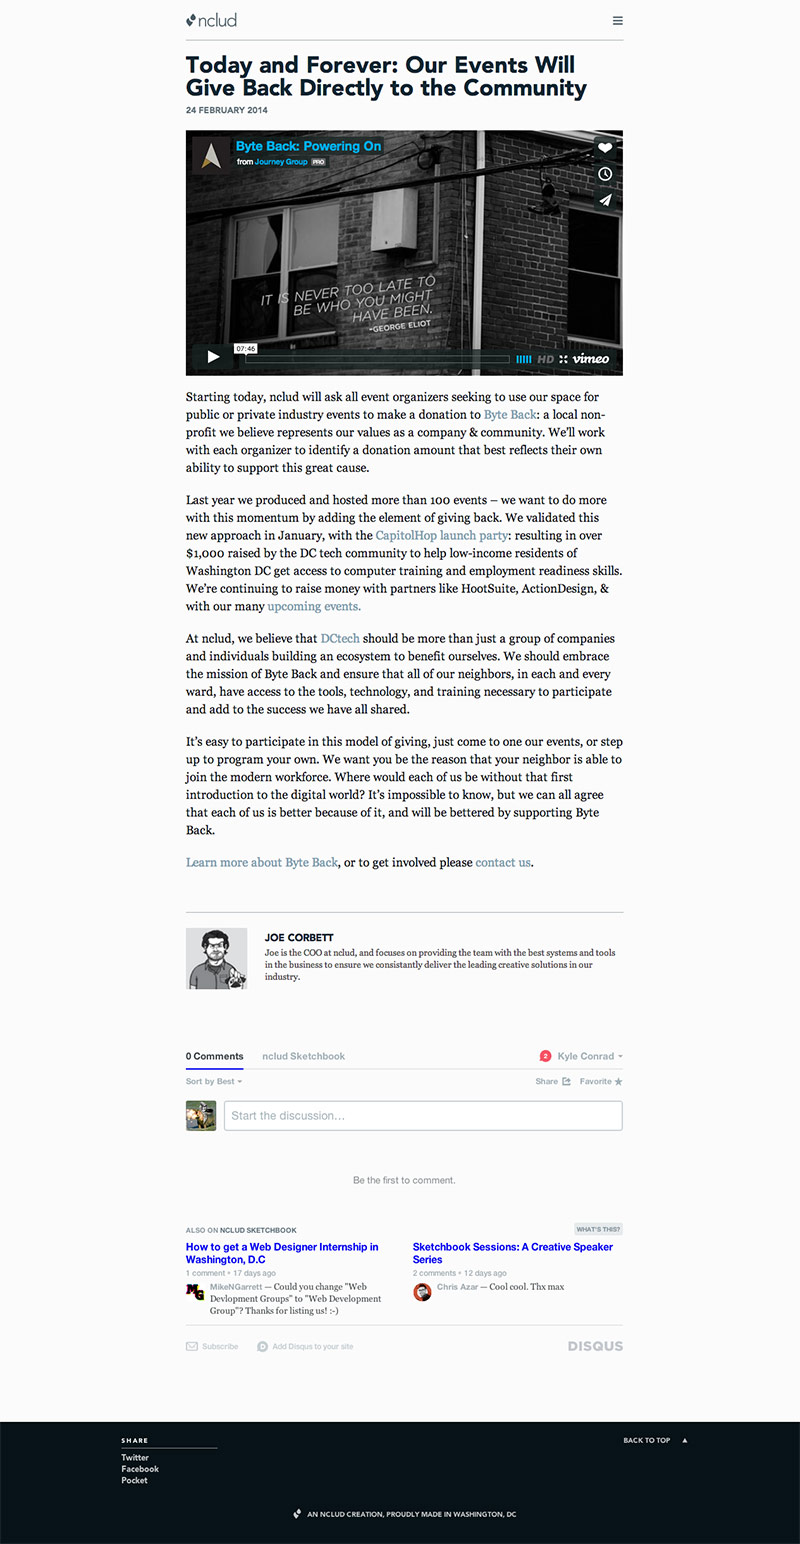 nclud
Today and Forever: Our Events Will
Give Back Directly to the Community
24 FEBRUARY 2014
Byte Back: Powering On
from Journey Group PRO
IT IS NEVER TOO LATE TO
BE WHO YOU MIGHT
HAVE BEEN.
-GEORGE ELIOT
07:46
HD vimeo
Starting today, nclud will ask all event organizers seeking to use our space for
public or private industry events to make a donation to Byte Back: a local non-
profit we believe represents our values as a company & community. We'll work
with each organizer to identify a donation amount that best reflects their own
ability to support this great cause.
Last year we produced and hosted more than 100 events – we want to do more
with this momentum by adding the element of giving back. We validated this
new approach in January, with the CapitolHop launch party: resulting in over
$1,000 raised by the DC tech community to help low-income residents of
Washington DC get access to computer training and employment readiness skills.
We're continuing to raise money with partners like HootSuite, ActionDesign, &
with our many upcoming events.
At nclud, we believe that DCtech should be more than just a group of companies
and individuals building an ecosystem to benefit ourselves. We should embrace
the mission of Byte Back and ensure that all of our neighbors, in each and every
ward, have access to the tools, technology, and training necessary to participate
and add to the success we have all shared.
It's easy to participate in this model of giving, just come to one our events, or step
up to program your own. We want you be the reason that your neighbor is able to
join the modern workforce. Where would each of us be without that first
introduction to the digital world? It's impossible to know, but we can all agree
that each of us is better because of it, and will be bettered by supporting Byte
Back.
Learn more about Byte Back, or to get involved please contact us.
JOE CORBETT
Joe is the COO at nclud, and focuses on providing the team with the best systems and tools
in the business to ensure we consistantly deliver the leading creative solutions in our
industry.
0 Comments nclud Sketchbook 2 Kyle Conrad
Sort by Best Share Favorite
Start the discussion...
Be the first to comment.
ALSO ON NCLUD SKETCHBOOK WHAT'S THIS?
How to get a Web Designer Internship in
Washington, D.C
1 comment • 17 days ago
MG
MikeNGarrett — Could you change "Web
Devlopment Groups" to "Web Development
Group"? Thanks for listing us! :-)
Sketchbook Sessions: A Creative Speaker
Series
2 comments • 12 days ago
Chris Azar — Cool cool. Thx max
Subscribe Add Disqus to your site DISQUS
SHARE BACK TO TOP
Twitter
Facebook
Pocket
AN NCLUD CREATION, PROUDLY MADE IN WASHINGTON, DC